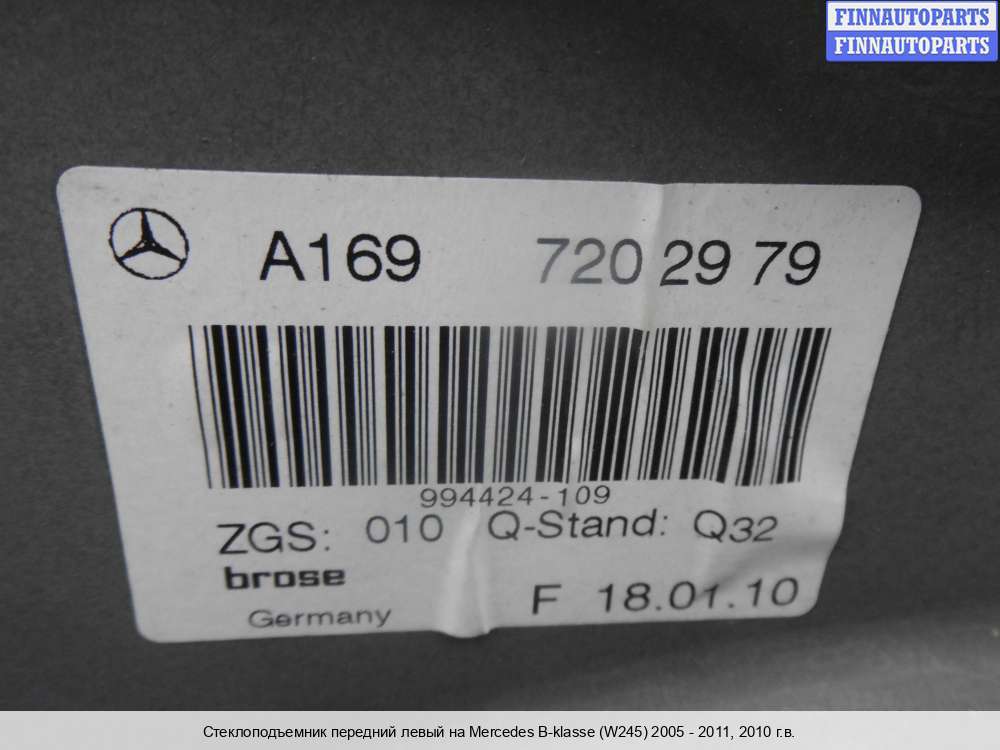 FINNAUTOPARTS
FINNAUTOPARTS
A169 720 29 79
994424-109
ZGS: 010 Q-Stand: Q32
brose
F 18.01.10
Germany
Стеклоподъемник передний левый на Mercedes B-klasse (W245) 2005 - 2011, 2010 г.в.